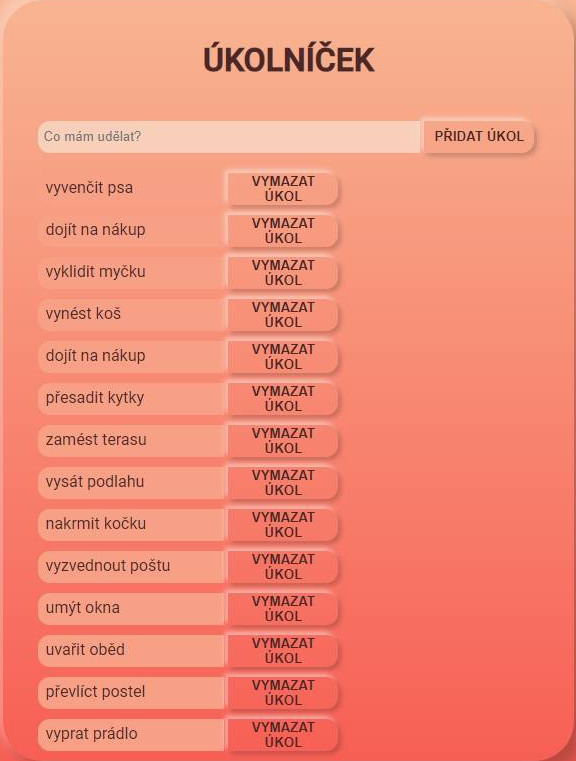 ÚKOLNÍČEK
Co mám udělat?
PŘIDAT ÚKOL
vyvenčit psa
VYMAZAT
ÚKOL
dojít na nákup
VYMAZAT
ÚKOL
vyklidit myčku
VYMAZAT
ÚKOL
vynést koš
VYMAZAT
ÚKOL
dojít na nákup
VYMAZAT
ÚKOL
přesadit kytky
VYMAZAT
ÚKOL
zamést terasu
VYMAZAT
ÚKOL
vysát podlahu
VYMAZAT
ÚKOL
nakrmit kočku
VYMAZAT
ÚKOL
vyzvednout poštu
VYMAZAT
ÚKOL
umýt okna
VYMAZAT
ÚKOL
uvařit oběd
VYMAZAT
ÚKOL
převlíct postel
VYMAZAT
ÚKOL
vyprat prádlo
VYMAZAT
ÚKOL